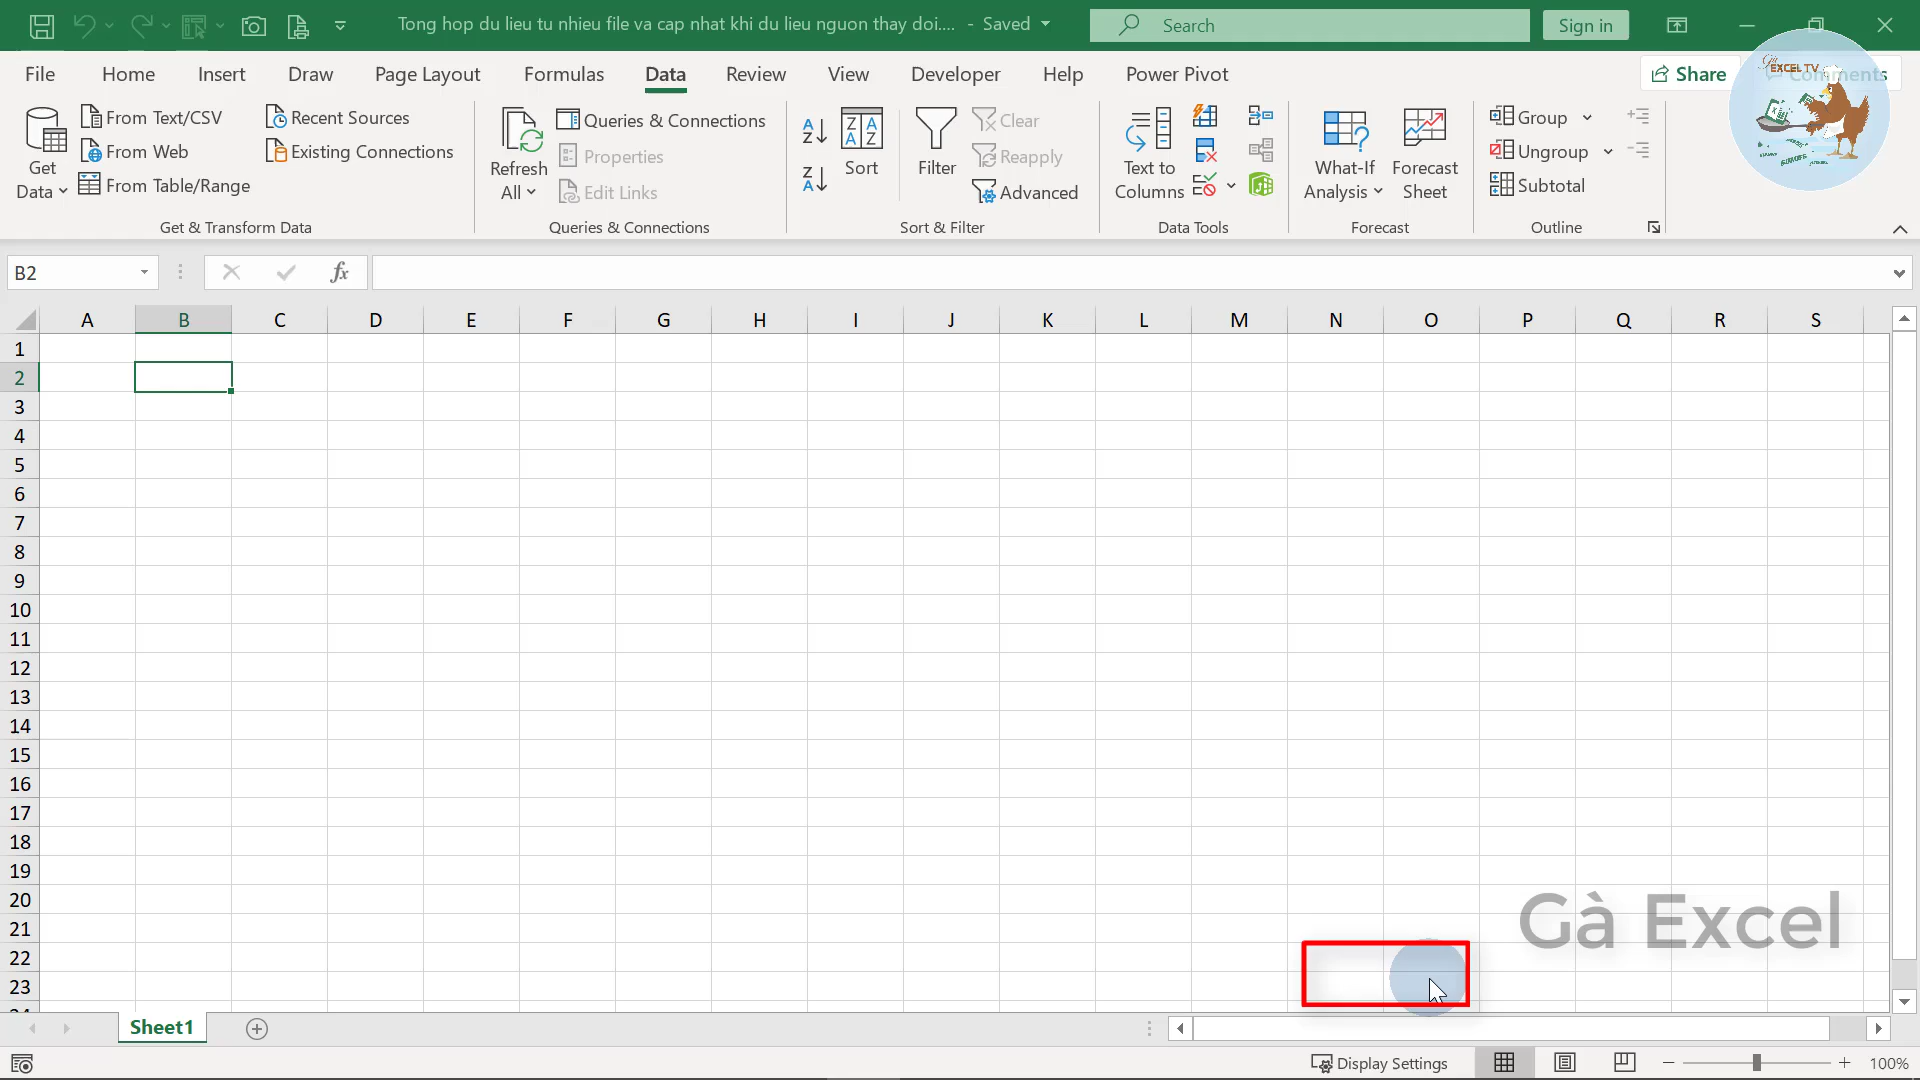 Tong hop du lieu tu nhieu file va cap nhat khi du lieu nguon thay doi.... - Saved
Search
Sign in
File Home Insert Draw Page Layout Formulas Data Review View Developer Help Power Pivot
Share
Comments
EXCEL TV
Get Data
From Text/CSV
From Web
From Table/Range
Recent Sources
Existing Connections
Get & Transform Data
Refresh All
Queries & Connections
Properties
Edit Links
Queries & Connections
Sort
Filter
Clear
Reapply
Advanced
Sort & Filter
Text to Columns
Data Tools
What-If Analysis
Forecast Sheet
Forecast
Group
Ungroup
Subtotal
Outline
B2
fx
A B C D E F G H I J K L M N O P Q R S
1
2
3
4
5
6
7
8
9
10
11
12
13
14
15
16
17
18
19
20
21
22
23
Gà Excel
Sheet1
Display Settings
100%